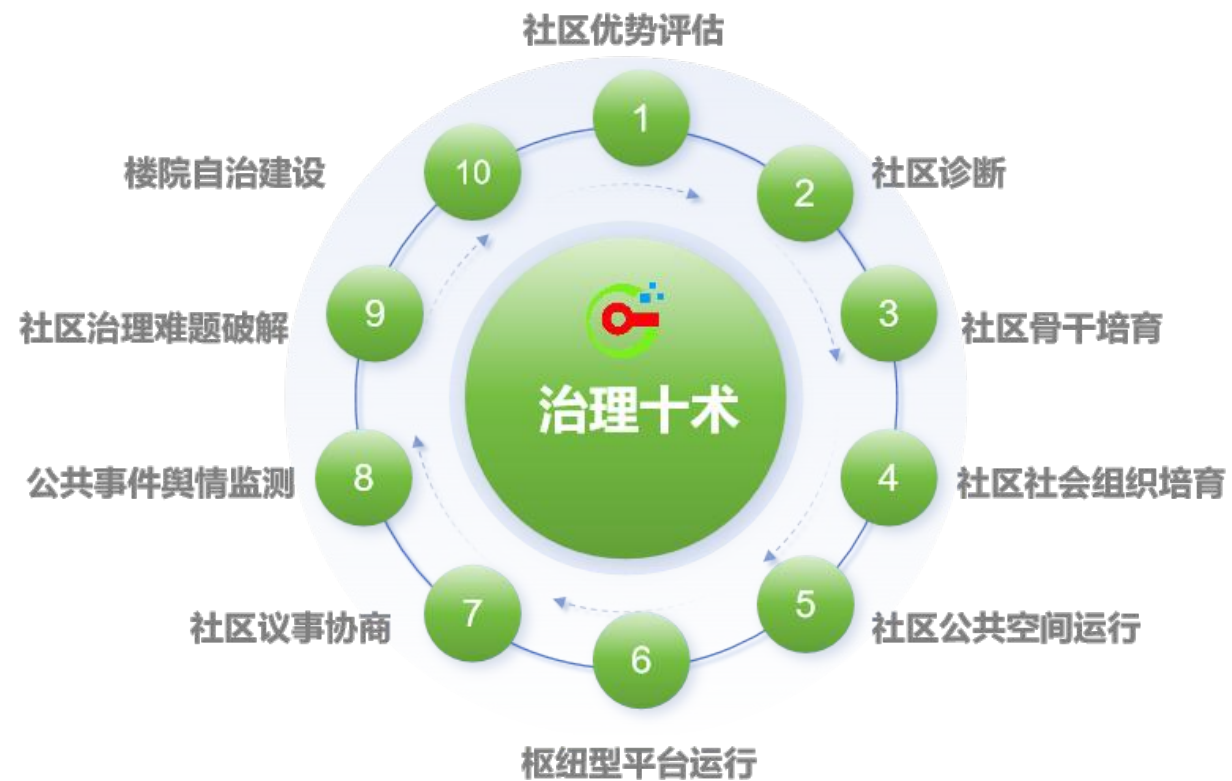 社区优势评估
1
楼院自治建设
10
2
社区诊断
社区治理难题破解
9
3
社区骨干培育
治理十术
公共事件舆情监测
8
4
社区社会组织培育
社区议事协商
7
5
社区公共空间运行
6
枢纽型平台运行